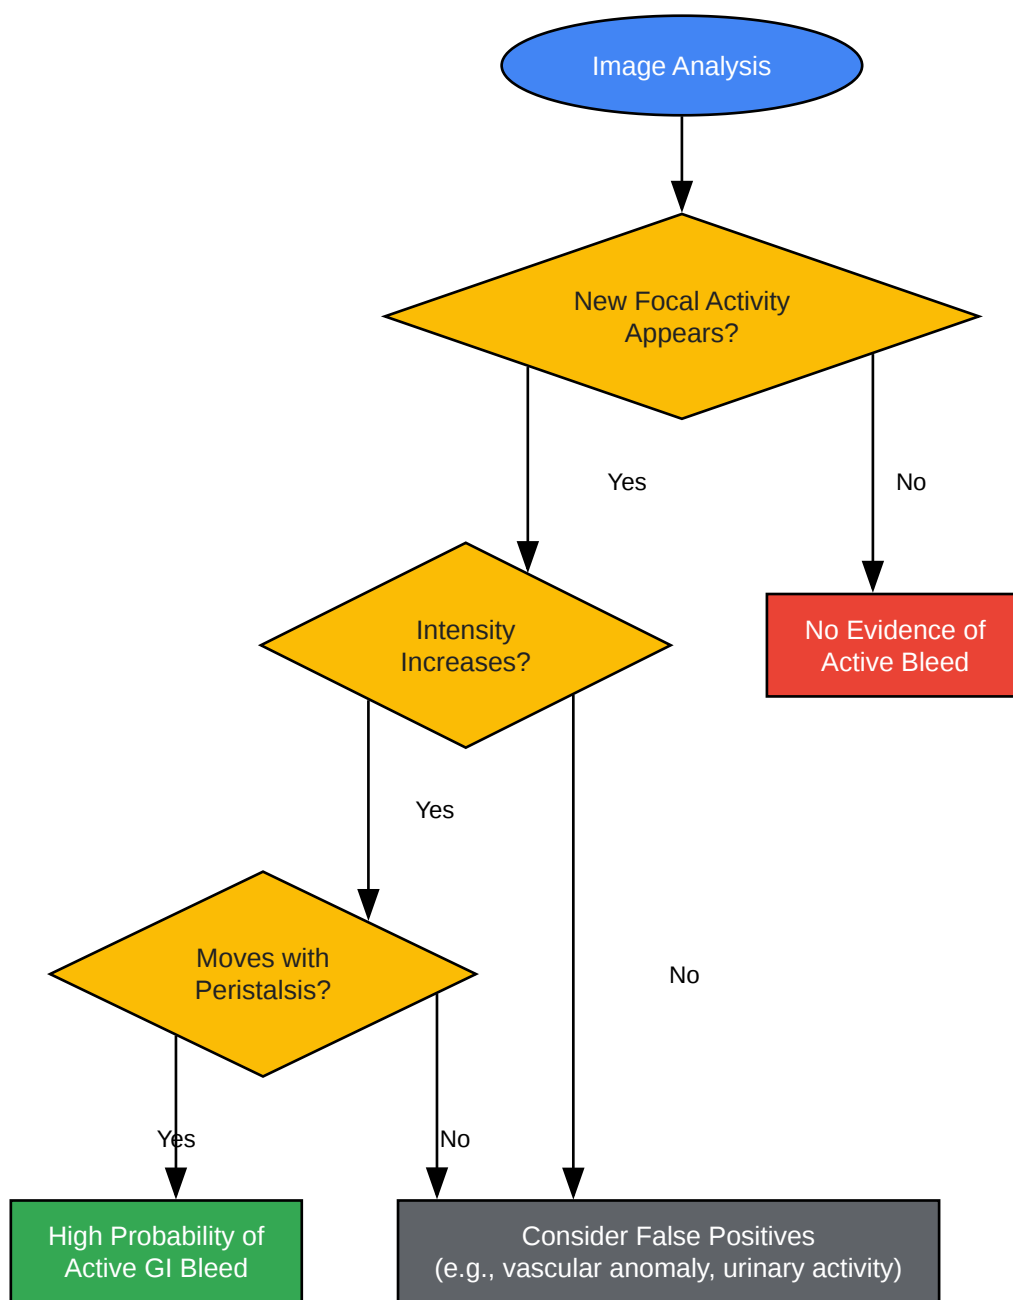 Image Analysis
New Focal Activity
Appears?
Yes
No
Intensity
Increases?
No Evidence of
Active Bleed
Yes
Moves with
Peristalsis?
No
Yes
No
High Probability of
Active GI Bleed
Consider False Positives
(e.g., vascular anomaly, urinary activity)